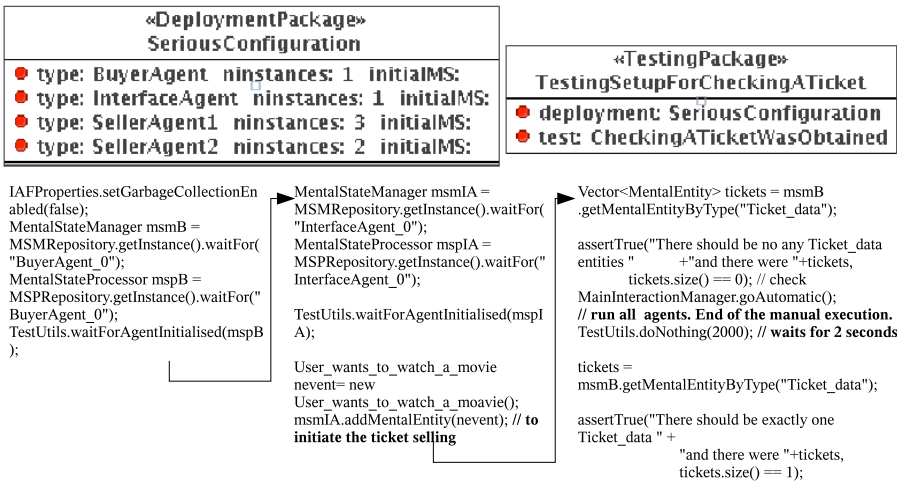 «DeploymentPackage»
SeriousConfiguration
type: BuyerAgent ninstances: 1 initialMS:
type: InterfaceAgent ninstances: 1 initialMS:
type: SellerAgent1 ninstances: 3 initialMS:
type: SellerAgent2 ninstances: 2 initialMS:
«TestingPackage»
TestingSetupForCheckingATicket
deployment: SeriousConfiguration
test: CheckingATicketWasObtained
IAFProperties.setGarbageCollectionEn
abled(false);
MentalStateManager msmB =
MSMRepository.getInstance().waitFor(
"BuyerAgent_0");
MentalStateProcessor mspB =
MSPRepository.getInstance().waitFor("
BuyerAgent_0");
TestUtils.waitForAgentInitialised(mspB
);
MentalStateManager msmIA =
MSMRepository.getInstance().waitFor(
"InterfaceAgent_0");
MentalStateProcessor mspIA =
MSPRepository.getInstance().waitFor("
InterfaceAgent_0");
TestUtils.waitForAgentInitialised(mspI
A);
User_wants_to_watch_a_movie
nevent= new
User_wants_to_watch_a_moavie();
msmIA.addMentalEntity(nevent); // to
initiate the ticket selling
Vector<MentalEntity> tickets = msmB
.getMentalEntityByType("Ticket_data");
assertTrue("There should be no any Ticket_data
entities " +"and there were "+tickets,
tickets.size() == 0); // check
MainInteractionManager.goAutomatic();
// run all agents. End of the manual execution.
TestUtils.doNothing(2000); // waits for 2 seconds
tickets =
msmB.getMentalEntityByType("Ticket_data");
assertTrue("There should be exactly one
Ticket_data " +
"and there were "+tickets,
tickets.size() == 1);